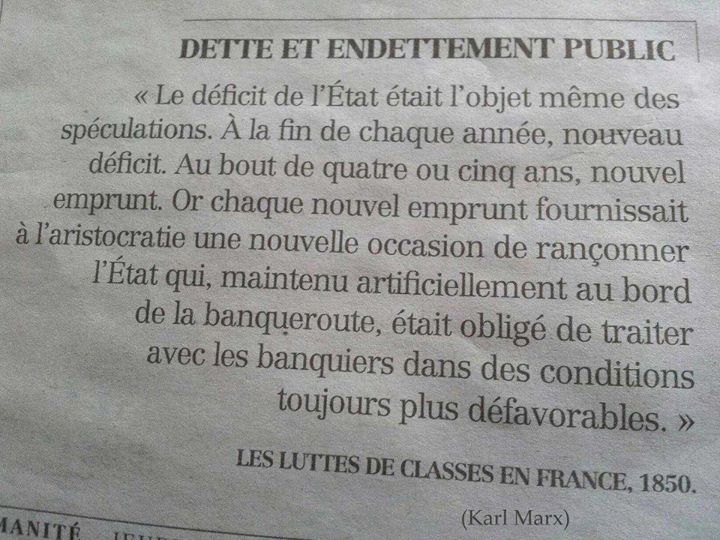 DETTE ET ENDETTEMENT PUBLIC
« Le déficit de l’État était l’objet même des
spéculations. À la fin de chaque année, nouveau
déficit. Au bout de quatre ou cinq ans, nouvel
emprunt. Or chaque nouvel emprunt fournissait
à l’aristocratie une nouvelle occasion de rançonner
l’État qui, maintenu artificiellement au bord
de la banqueroute, était obligé de traiter
avec les banquiers dans des conditions
toujours plus défavorables. »
LES LUTTES DE CLASSES EN FRANCE, 1850.
(Karl Marx)
MANITÉ